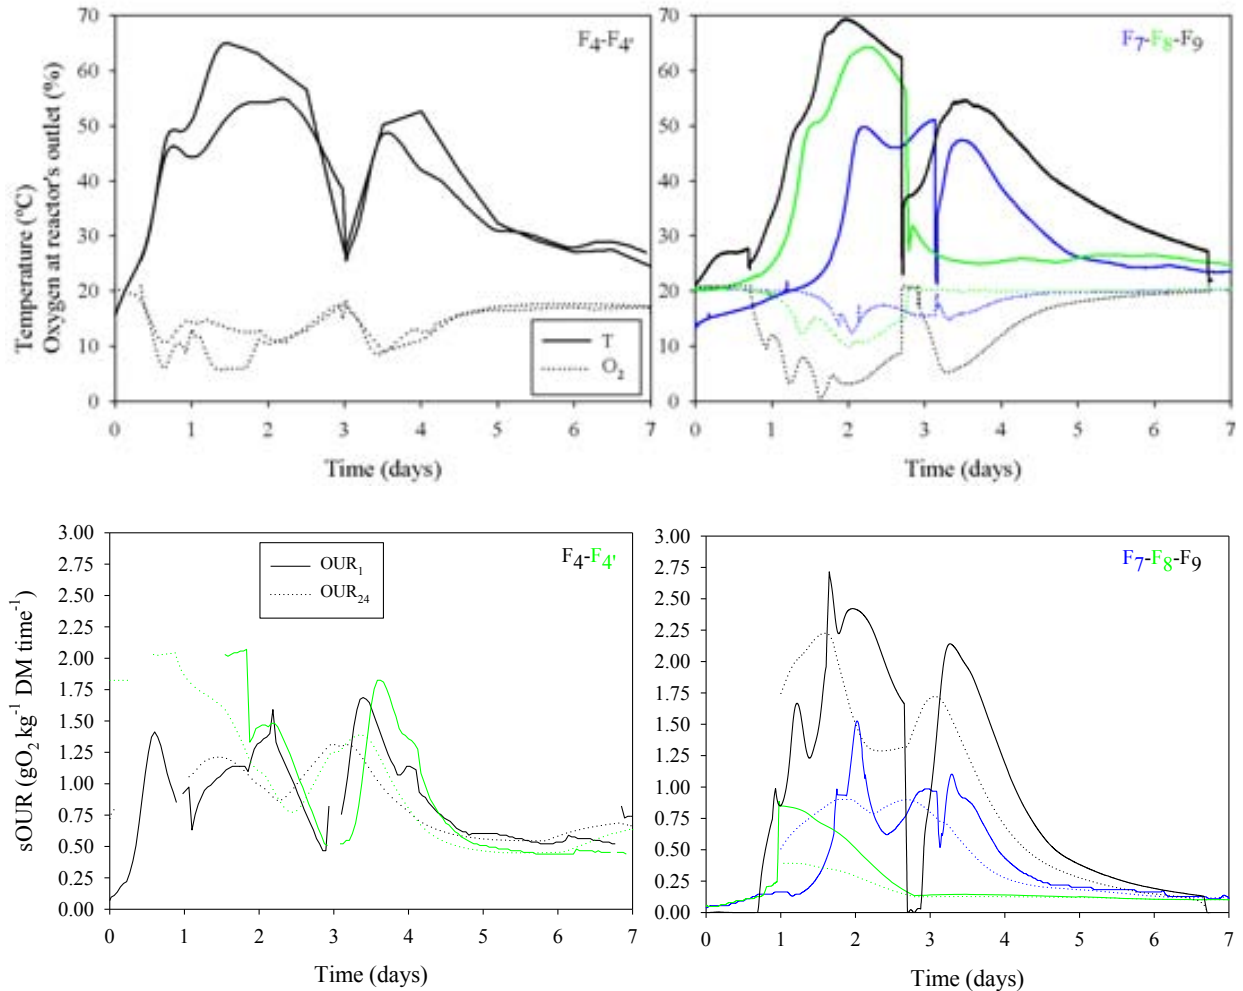 Temperature (ºC)
Oxygen at reactor's outlet (%)
70
60
50
40
30
20
10
0
F4-F4'
T
O2
0 1 2 3 4 5 6 7
Time (days)
70
60
50
40
30
20
10
0
F7-F8-F9
0 1 2 3 4 5 6 7
Time (days)
sOUR (gO2 kg-1 DM time-1)
3.00
2.75
2.50
2.25
2.00
1.75
1.50
1.25
1.00
0.75
0.50
0.25
0.00
OUR1
OUR24
F4-F4'
0 1 2 3 4 5 6 7
Time (days)
3.00
2.75
2.50
2.25
2.00
1.75
1.50
1.25
1.00
0.75
0.50
0.25
0.00
F7-F8-F9
0 1 2 3 4 5 6 7
Time (days)